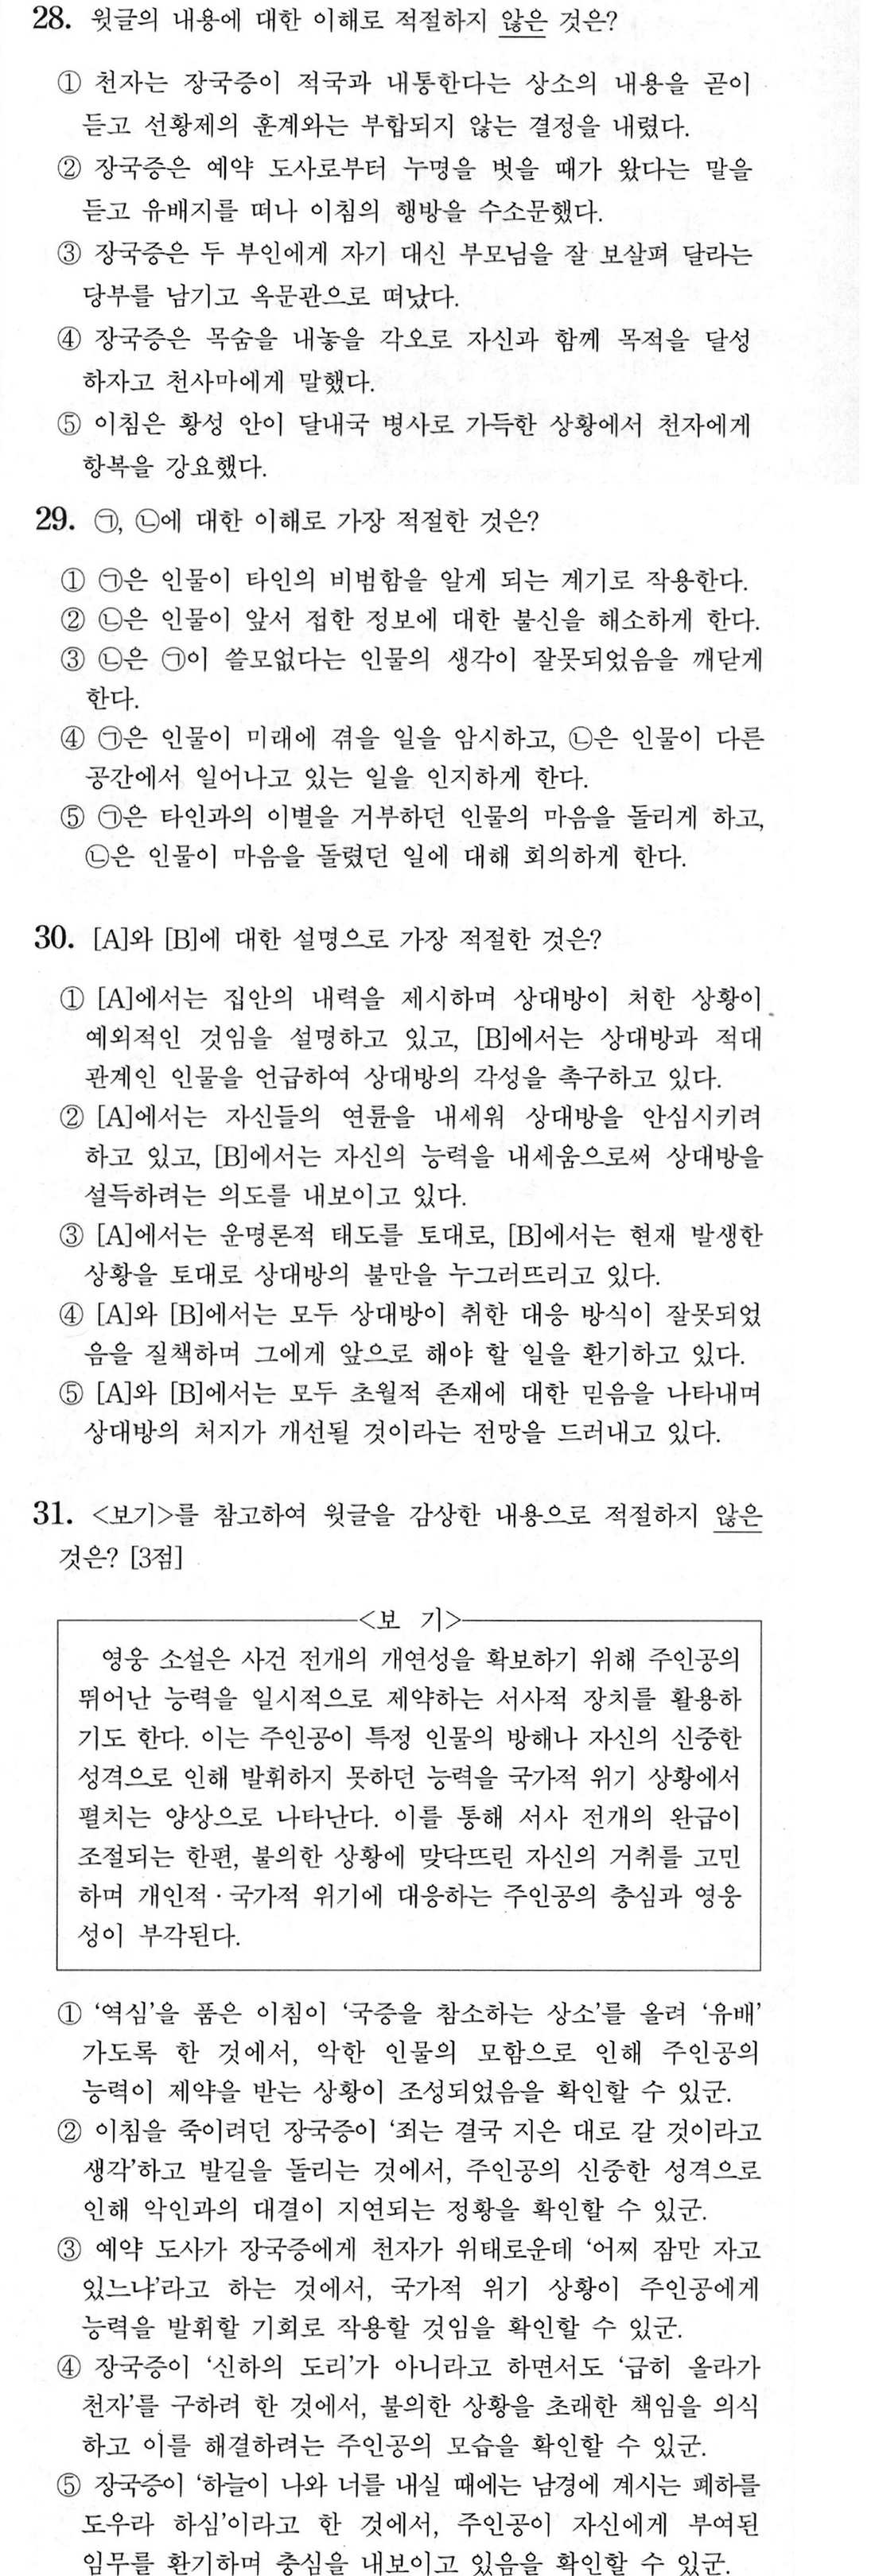 28. 윗글의 내용에 대한 이해로 적절하지 않은 것은?
① 천자는 장국증이 적국과 내통한다는 상소의 내용을 곧이
듣고 선황제의 훈계와는 부합되지 않는 결정을 내렸다.
② 장국증은 예약 도사로부터 누명을 벗을 때가 왔다는 말을
듣고 유배지를 떠나 이침의 행방을 수소문했다.
③ 장국증은 두 부인에게 자기 대신 부모님을 잘 보살펴 달라는
당부를 남기고 옥문관으로 떠났다.
④ 장국증은 목숨을 내놓을 각오로 자신과 함께 목적을 달성
하자고 천사마에게 말했다.
⑤ 이침은 황성 안이 달내국 병사로 가득한 상황에서 천자에게
항복을 강요했다.
29. ㉠, ㉡에 대한 이해로 가장 적절한 것은?
① ㉠은 인물이 타인의 비범함을 알게 되는 계기로 작용한다.
② ㉡은 인물이 앞서 접한 정보에 대한 불신을 해소하게 한다.
③ ㉡은 ㉠이 쓸모없다는 인물의 생각이 잘못되었음을 깨닫게
한다.
④ ㉠은 인물이 미래에 겪을 일을 암시하고, ㉡은 인물이 다른
공간에서 일어나고 있는 일을 인지하게 한다.
⑤ ㉠은 타인과의 이별을 거부하던 인물의 마음을 돌리게 하고,
㉡은 인물이 마음을 돌렸던 일에 대해 회의하게 한다.
30. [A]와 [B]에 대한 설명으로 가장 적절한 것은?
① [A]에서는 집안의 내력을 제시하며 상대방이 처한 상황이
예외적인 것임을 설명하고 있고, [B]에서는 상대방과 적대
관계인 인물을 언급하여 상대방의 각성을 촉구하고 있다.
② [A]에서는 자신들의 연륜을 내세워 상대방을 안심시키려
하고 있고, [B]에서는 자신의 능력을 내세움으로써 상대방을
설득하려는 의도를 내보이고 있다.
③ [A]에서는 운명론적 태도를 토대로, [B]에서는 현재 발생한
상황을 토대로 상대방의 불만을 누그러뜨리고 있다.
④ [A]와 [B]에서는 모두 상대방이 취한 대응 방식이 잘못되었
음을 질책하며 그에게 앞으로 해야 할 일을 환기하고 있다.
⑤ [A]와 [B]에서는 모두 초월적 존재에 대한 믿음을 나타내며
상대방의 처지가 개선될 것이라는 전망을 드러내고 있다.
31. <보기>를 참고하여 윗글을 감상한 내용으로 적절하지 않은
것은? [3점]
<보 기>
영웅 소설은 사건 전개의 개연성을 확보하기 위해 주인공의
뛰어난 능력을 일시적으로 제약하는 서사적 장치를 활용하
기도 한다. 이는 주인공이 특정 인물의 방해나 자신의 신중한
성격으로 인해 발휘하지 못하던 능력을 국가적 위기 상황에서
펼치는 양상으로 나타난다. 이를 통해 서사 전개의 완급이
조절되는 한편, 불의한 상황에 맞닥뜨린 자신의 거취를 고민
하며 개인적·국가적 위기에 대응하는 주인공의 충심과 영웅
성이 부각된다.
① ‘역심’을 품은 이침이 ‘국증을 참소하는 상소’를 올려 ‘유배’
가도록 한 것에서, 악한 인물의 모함으로 인해 주인공의
능력이 제약을 받는 상황이 조성되었음을 확인할 수 있군.
② 이침을 죽이려던 장국증이 ‘죄는 결국 지은 대로 갈 것이라고
생각’하고 발길을 돌리는 것에서, 주인공의 신중한 성격으로
인해 악인과의 대결이 지연되는 정황을 확인할 수 있군.
③ 예약 도사가 장국증에게 천자가 위태로운데 ‘어찌 잠만 자고
있느냐’라고 하는 것에서, 국가적 위기 상황이 주인공에게
능력을 발휘할 기회로 작용할 것임을 확인할 수 있군.
④ 장국증이 ‘신하의 도리’가 아니라고 하면서도 ‘급히 올라가
천자’를 구하려 한 것에서, 불의한 상황을 초래한 책임을 의식
하고 이를 해결하려는 주인공의 모습을 확인할 수 있군.
⑤ 장국증이 ‘하늘이 나와 너를 내실 때에는 남경에 계시는 폐하를
도우라 하심’이라고 한 것에서, 주인공이 자신에게 부여된
임무를 환기하며 충심을 내보이고 있음을 확인할 수 있군.